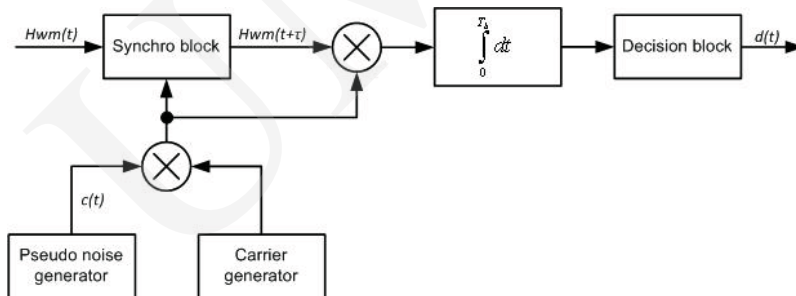 Hwm(t)
Synchro block
Hwm(t+τ)
∫₀^{T_b} dt
Decision block
d(t)
c(t)
Pseudo noise
generator
Carrier
generator